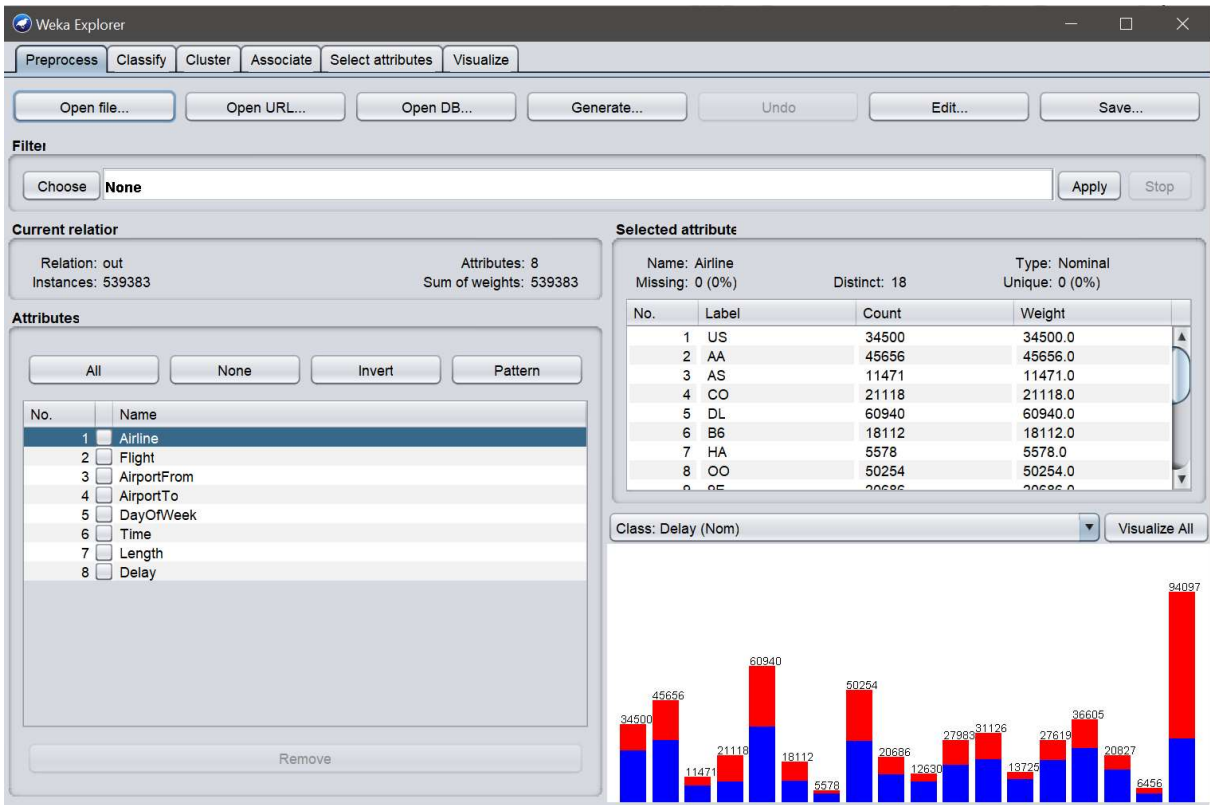 Weka Explorer
Preprocess Classify Cluster Associate Select attributes Visualize
Open file... Open URL... Open DB... Generate... Undo Edit... Save...
Filter
Choose None Apply Stop
Current relation
Relation: out Attributes: 8
Instances: 539383 Sum of weights: 539383
Attributes
All None Invert Pattern
No. Name
1 Airline
2 Flight
3 AirportFrom
4 AirportTo
5 DayOfWeek
6 Time
7 Length
8 Delay
Remove
Selected attribute
Name: Airline Type: Nominal
Missing: 0 (0%) Distinct: 18 Unique: 0 (0%)
No. Label Count Weight
1 US 34500 34500.0
2 AA 45656 45656.0
3 AS 11471 11471.0
4 CO 21118 21118.0
5 DL 60940 60940.0
6 B6 18112 18112.0
7 HA 5578 5578.0
8 OO 50254 50254.0
9 9E 20686 20686.0
Class: Delay (Nom) Visualize All
34500 45656 11471 21118 60940 18112 5578 50254 20686 12630 27983 31126 13725 27619 36605 20827 6456 94097